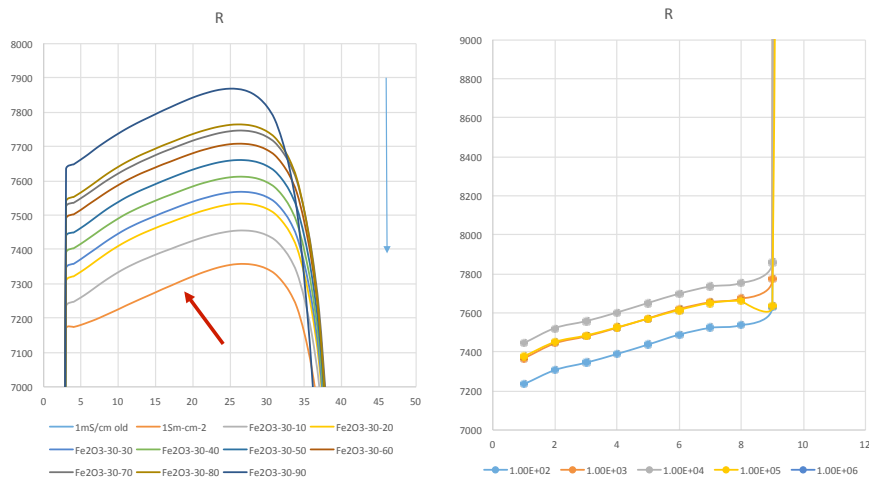 R
8000
7900
7800
7700
7600
7500
7400
7300
7200
7100
7000
0 5 10 15 20 25 30 35 40 45 50
1mS/cm old 1Sm-cm-2 Fe2O3-30-10 Fe2O3-30-20
Fe2O3-30-30 Fe2O3-30-40 Fe2O3-30-50 Fe2O3-30-60
Fe2O3-30-70 Fe2O3-30-80 Fe2O3-30-90
R
9000
8800
8600
8400
8200
8000
7800
7600
7400
7200
7000
0 2 4 6 8 10 12
1.00E+02 1.00E+03 1.00E+04 1.00E+05 1.00E+06